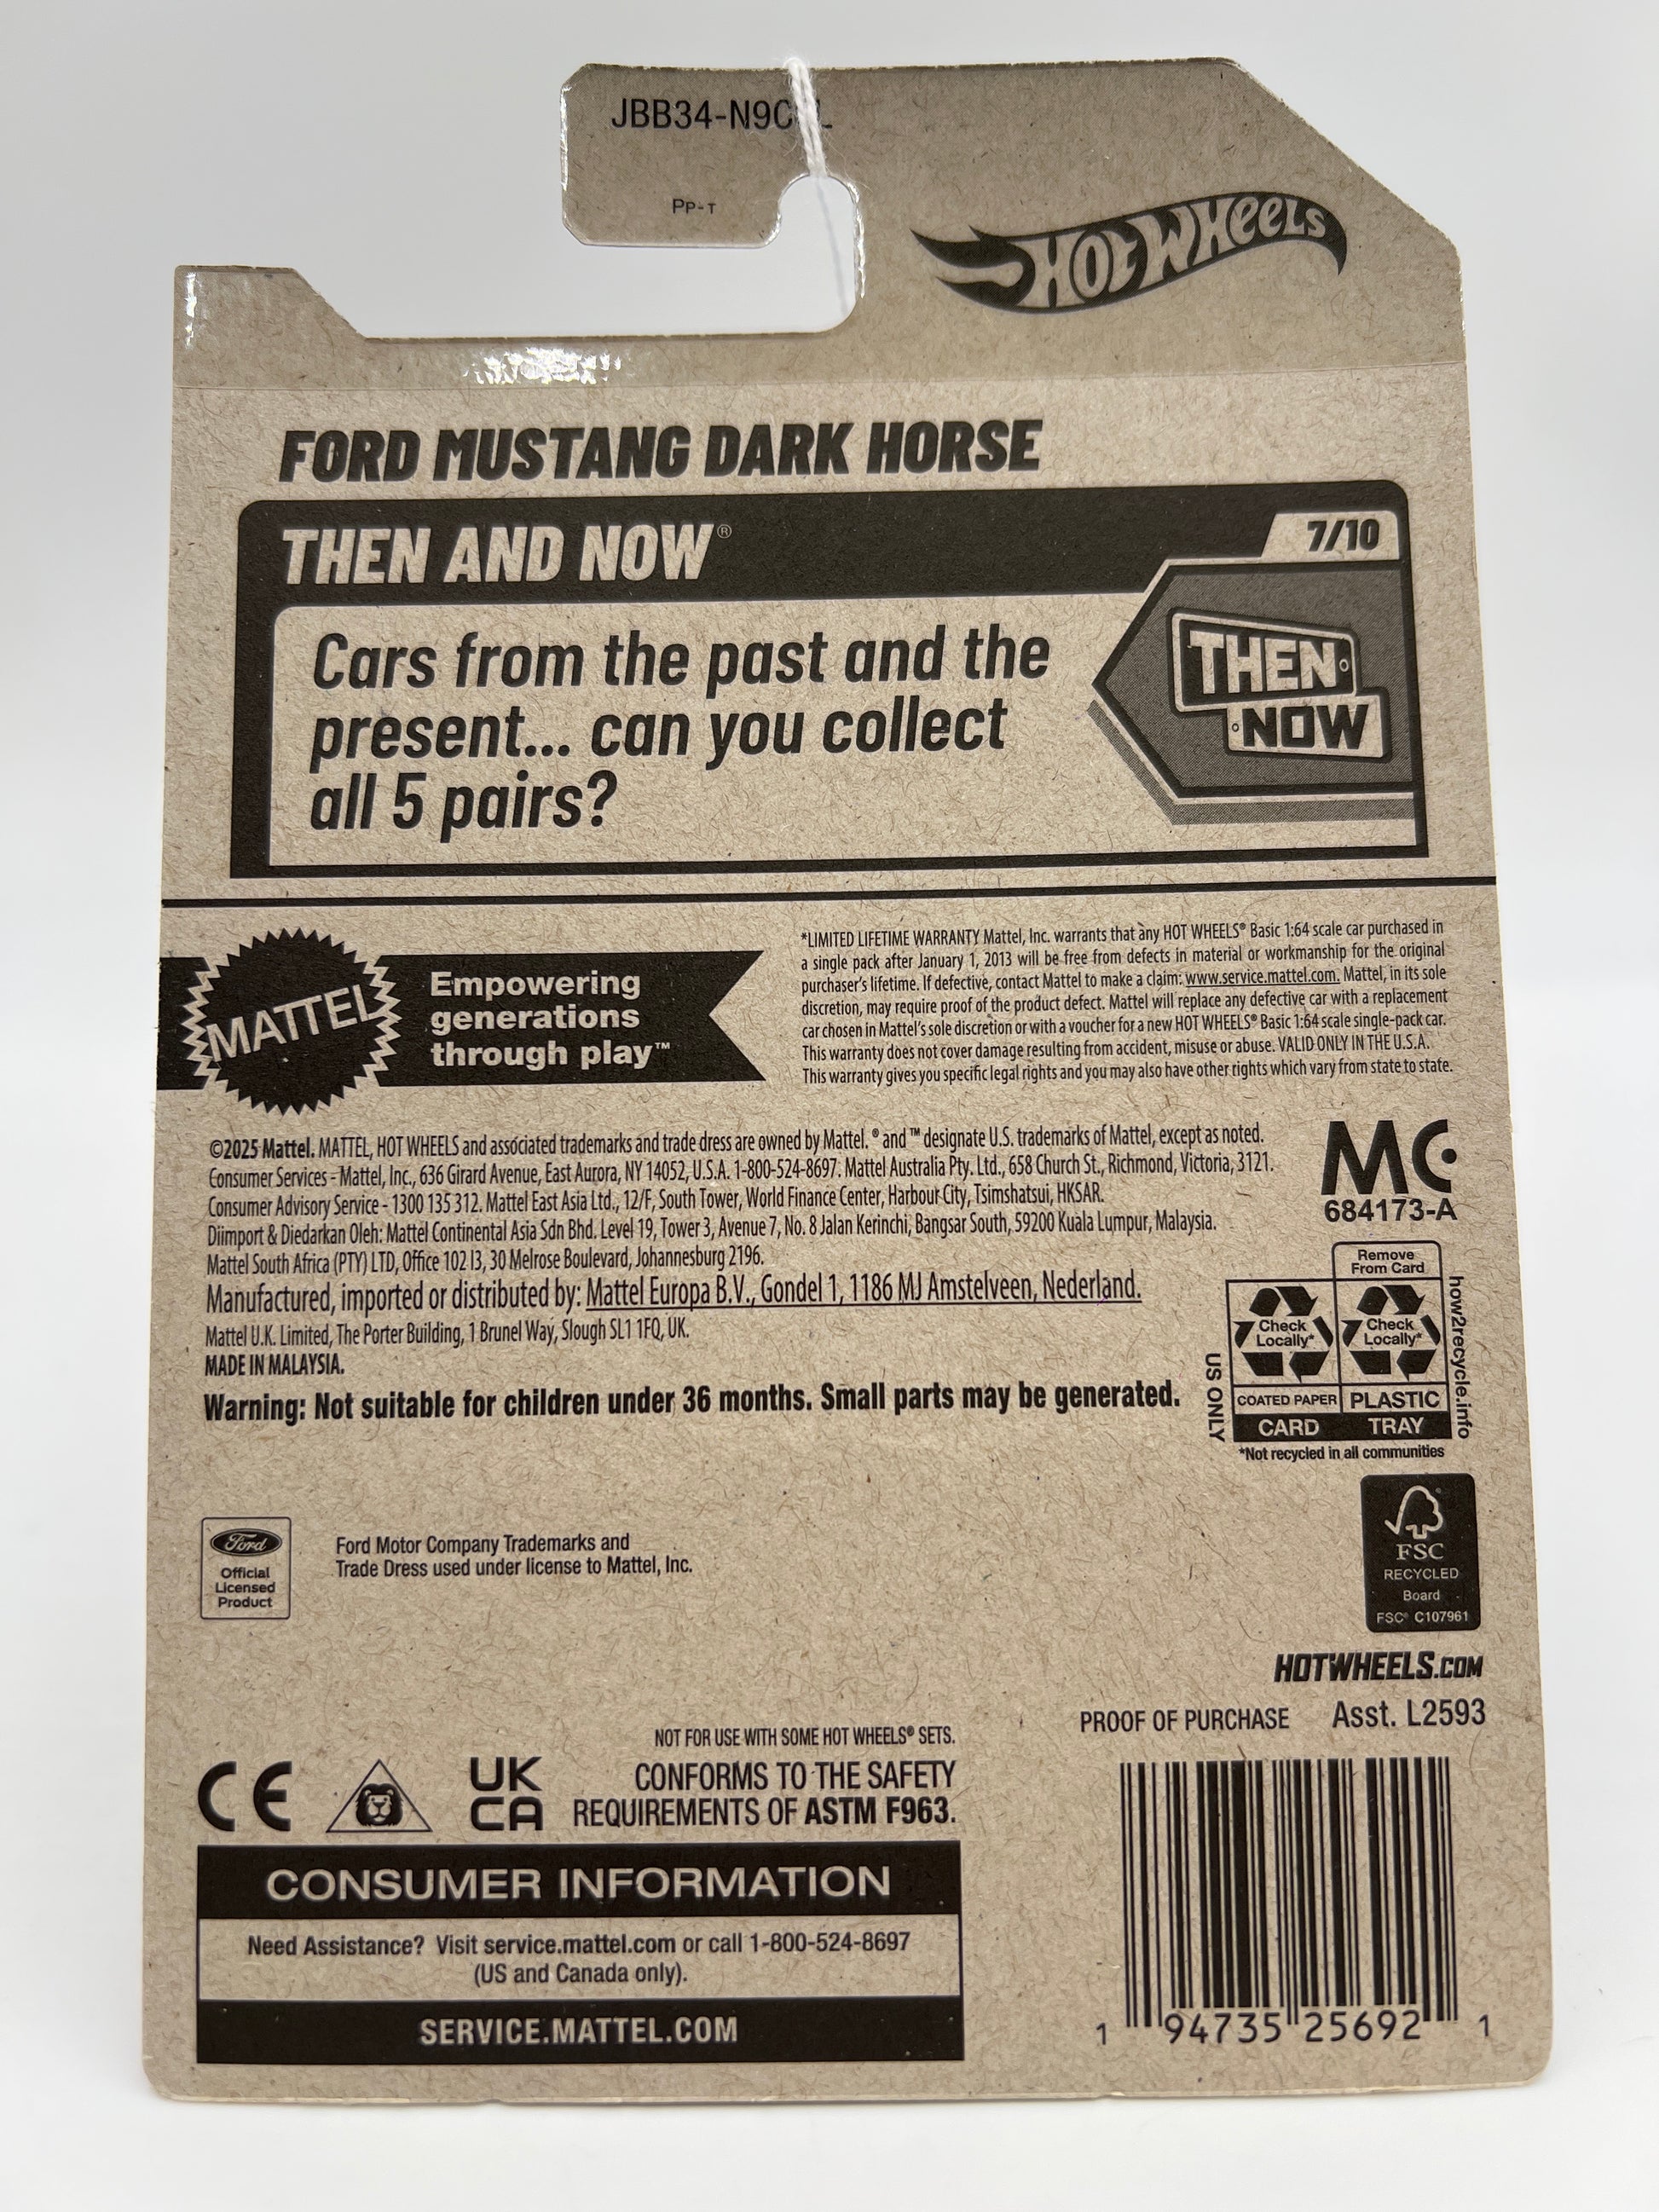 Pp-T
HOT WHEELS
FORD MUSTANG DARK HORSE
THEN AND NOW®
7/10
Cars from the past and the
present... can you collect
all 5 pairs?
THEN
NOW
MATTEL
Empowering
generations
through play™
*LIMITED LIFETIME WARRANTY Mattel, Inc. warrants that any HOT WHEELS® Basic 1:64 scale car purchased in
a single pack after January 1, 2013 will be free from defects in material or workmanship for the original
purchaser's lifetime. If defective, contact Mattel to make a claim: www.service.mattel.com. Mattel, in its sole
discretion, may require proof of the product defect. Mattel will replace any defective car with a replacement
car chosen in Mattel's sole discretion or with a voucher for a new HOT WHEELS® Basic 1:64 scale single-pack car.
This warranty does not cover damage resulting from accident, misuse or abuse. VALID ONLY IN THE U.S.A.
This warranty gives you specific legal rights and you may also have other rights which vary from state to state.
©2025 Mattel. MATTEL, HOT WHEELS and associated trademarks and trade dress are owned by Mattel. ® and ™ designate U.S. trademarks of Mattel, except as noted.
Consumer Services - Mattel, Inc., 636 Girard Avenue, East Aurora, NY 14052, U.S.A. 1-800-524-8697. Mattel Australia Pty. Ltd., 658 Church St., Richmond, Victoria, 3121.
Consumer Advisory Service - 1300 135 312. Mattel East Asia Ltd., 12/F, South Tower, World Finance Center, Harbour City, Tsimshatsui, HKSAR.
Diimport & Diedarkan Oleh: Mattel Continental Asia Sdn Bhd. Level 19, Tower 3, Avenue 7, No. 8 Jalan Kerinchi, Bangsar South, 59200 Kuala Lumpur, Malaysia.
Mattel South Africa (PTY) LTD, Office 102 I3, 30 Melrose Boulevard, Johannesburg 2196.
Manufactured, imported or distributed by: Mattel Europa B.V., Gondel 1, 1186 MJ Amstelveen, Nederland.
Mattel U.K. Limited, The Porter Building, 1 Brunel Way, Slough SL1 1FQ, UK.
MADE IN MALAYSIA.
Warning: Not suitable for children under 36 months. Small parts may be generated.
MC
684173-A
Remove
From Card
Check
Locally*
Check
Locally*
COATED PAPER
PLASTIC
CARD
TRAY
US ONLY
how2recycle.info
*Not recycled in all communities
Ford
Official
Licensed
Product
Ford Motor Company Trademarks and
Trade Dress used under license to Mattel, Inc.
FSC
RECYCLED
Board
FSC® C107961
HOTWHEELS.COM
PROOF OF PURCHASE Asst. L2593
NOT FOR USE WITH SOME HOT WHEELS® SETS.
CONFORMS TO THE SAFETY
REQUIREMENTS OF ASTM F963.
CE
UK
CA
CONSUMER INFORMATION
Need Assistance? Visit service.mattel.com or call 1-800-524-8697
(US and Canada only).
SERVICE.MATTEL.COM
1 94735 25692 1